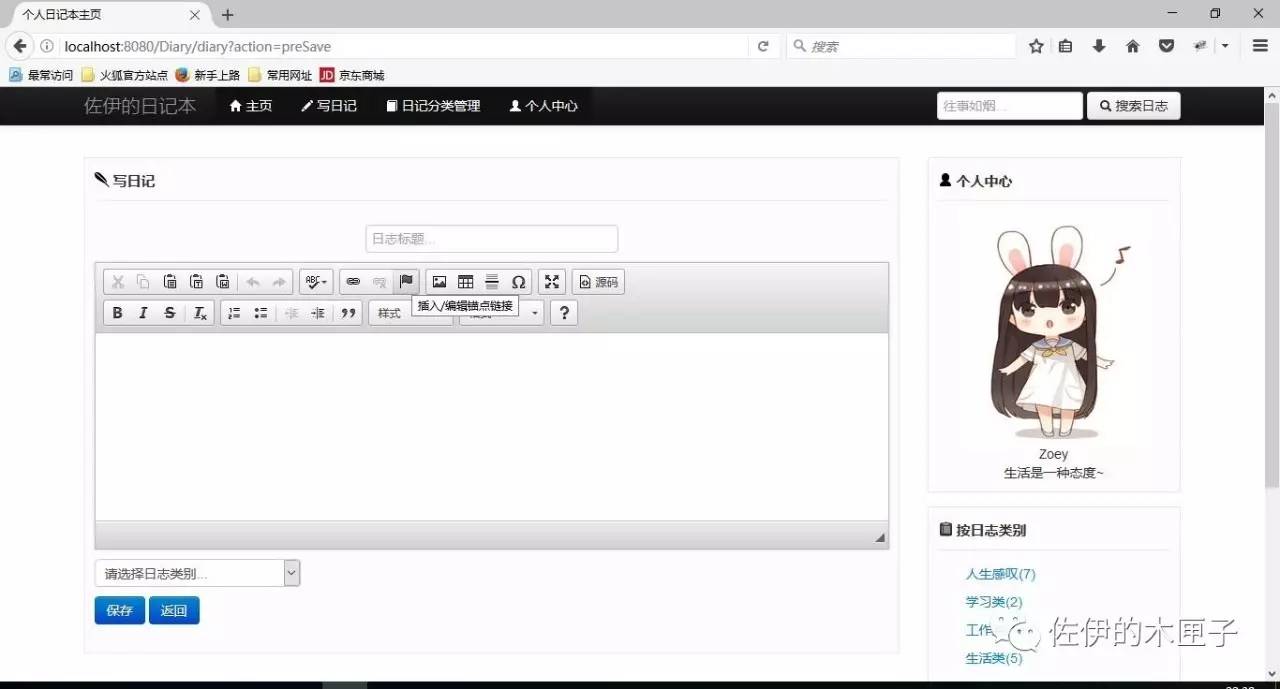 个人日记本主页
localhost:8080/Diary/diary?action=preSave
搜索
最常访问 火狐官方站点 新手上路 常用网址 JD 京东商城
佐伊的日记本 主页 写日记 日记分类管理 个人中心 往事如烟... 搜索日志
写日记
日志标题...
ABC Ω 源码
插入/编辑锚点链接
B I S Tx 样式 ?
请选择日志类别...
保存 返回
个人中心
Zoey
生活是一种态度~
按日志类别
人生感叹(7)
学习类(2)
工作
生活类(5)
佐伊的木匣子